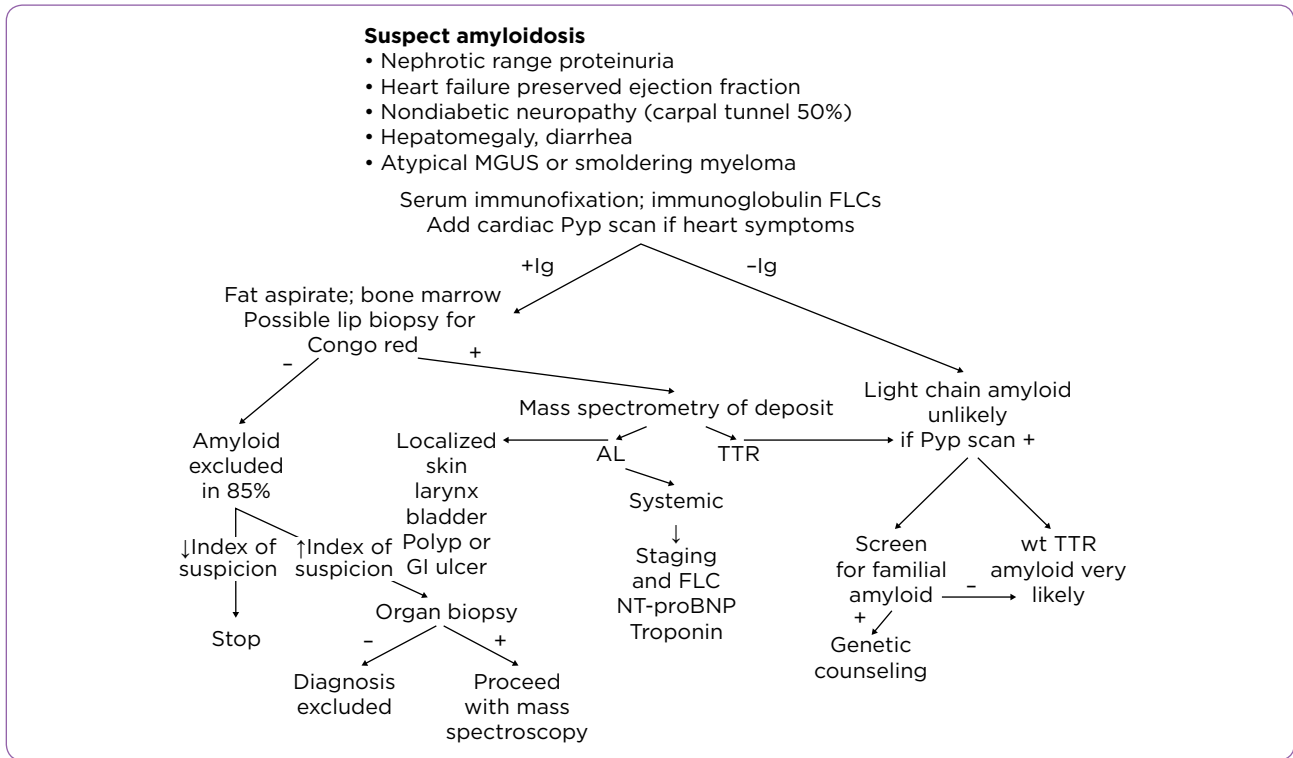 Suspect amyloidosis
• Nephrotic range proteinuria
• Heart failure preserved ejection fraction
• Nondiabetic neuropathy (carpal tunnel 50%)
• Hepatomegaly, diarrhea
• Atypical MGUS or smoldering myeloma
Serum immunofixation; immunoglobulin FLCs
Add cardiac Pyp scan if heart symptoms
+Ig
–Ig
Fat aspirate; bone marrow
Possible lip biopsy for
Congo red
–
+
Mass spectrometry of deposit
Light chain amyloid
unlikely
if Pyp scan +
Amyloid
excluded
in 85%
Localized
skin
larynx
bladder
Polyp or
GI ulcer
AL
TTR
Systemic
↓
Staging
and FLC
NT-proBNP
Troponin
↓Index of
suspicion
↑Index of
suspicion
Stop
Organ biopsy
–
+
Diagnosis
excluded
Proceed
with mass
spectroscopy
Screen
for familial
amyloid
–
+
wt TTR
amyloid very
likely
Genetic
counseling